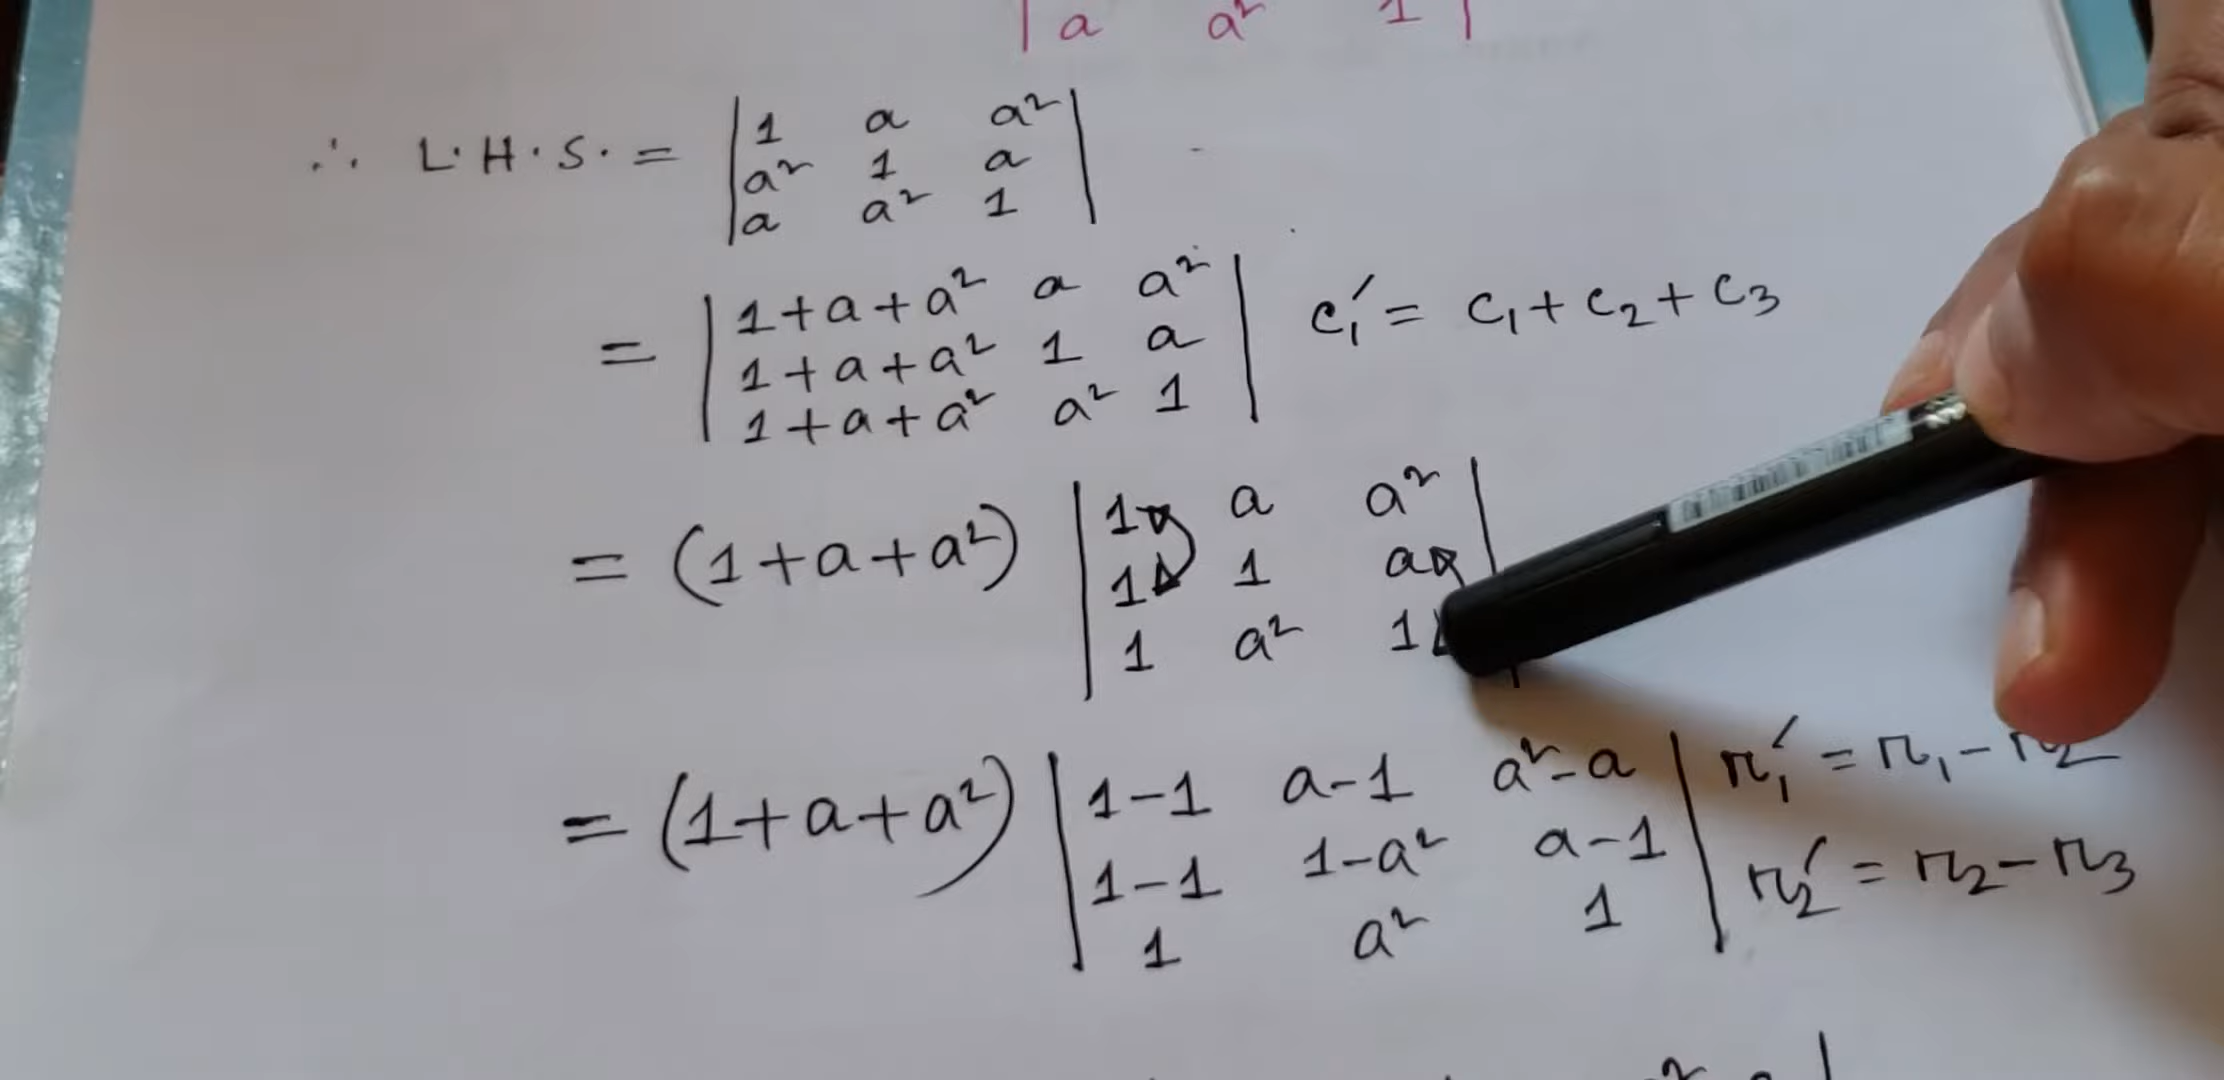 | a a² 1 |
∴ L.H.S. = | 1 a a² |
| a² 1 a |
| a a² 1 |
= | 1+a+a² a a² | c₁′ = c₁+c₂+c₃
| 1+a+a² 1 a |
| 1+a+a² a² 1 |
= (1+a+a²) | 1 a a² |
| 1 1 a |
| 1 a² 1 |
= (1+a+a²) | 1-1 a-1 a²-a | r₁′ = r₁-r₂
| 1-1 1-a² a-1 | r₂′ = r₂-r₃
| 1 a² 1 |